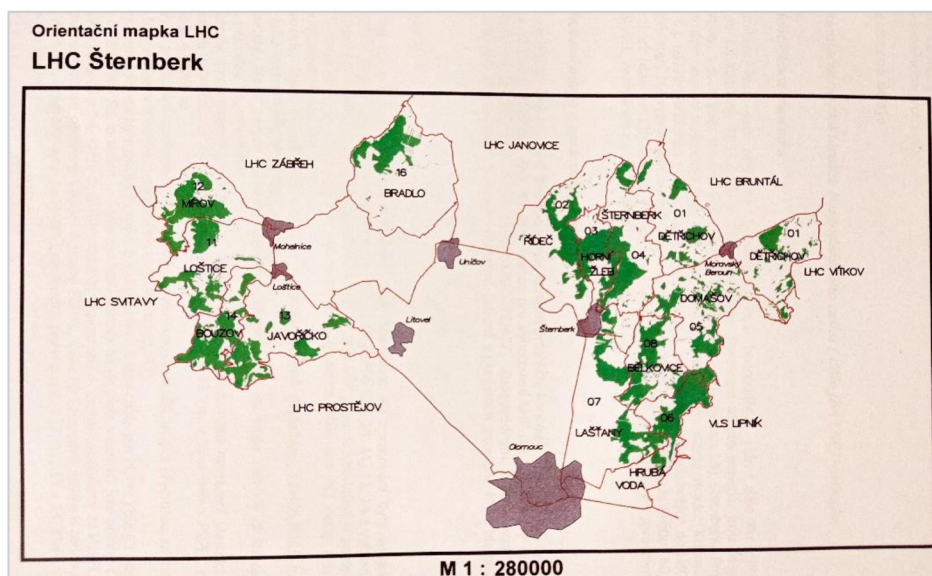 Orientační mapka LHC
LHC Šternberk
LHC ZÁBŘEH
LHC JANOVICE
16
BRADLO
LHC BRUNTÁL
12
MÍROV
02
ŠTERNBERK
01
11
Mohelnice
ŘÍDEČ
03
DĚTŘICHOV
01
HORNÍ
ŽLEB
04
Uničov
Moravský
Beroun
DĚTŘICHOV
LOŠTICE
Loštice
LHC VÍTKOV
LHC SVITAVY
DOMAŠOV
14
13
Litovel
Šternberk
05
BOUZOV
JAVOŘÍČKO
08
BĚLKOVICE
LHC PROSTĚJOV
07
06
VLS LIPNÍK
LAŠŤANY
Olomouc
HRUBÁ
VODA
M 1 : 280000